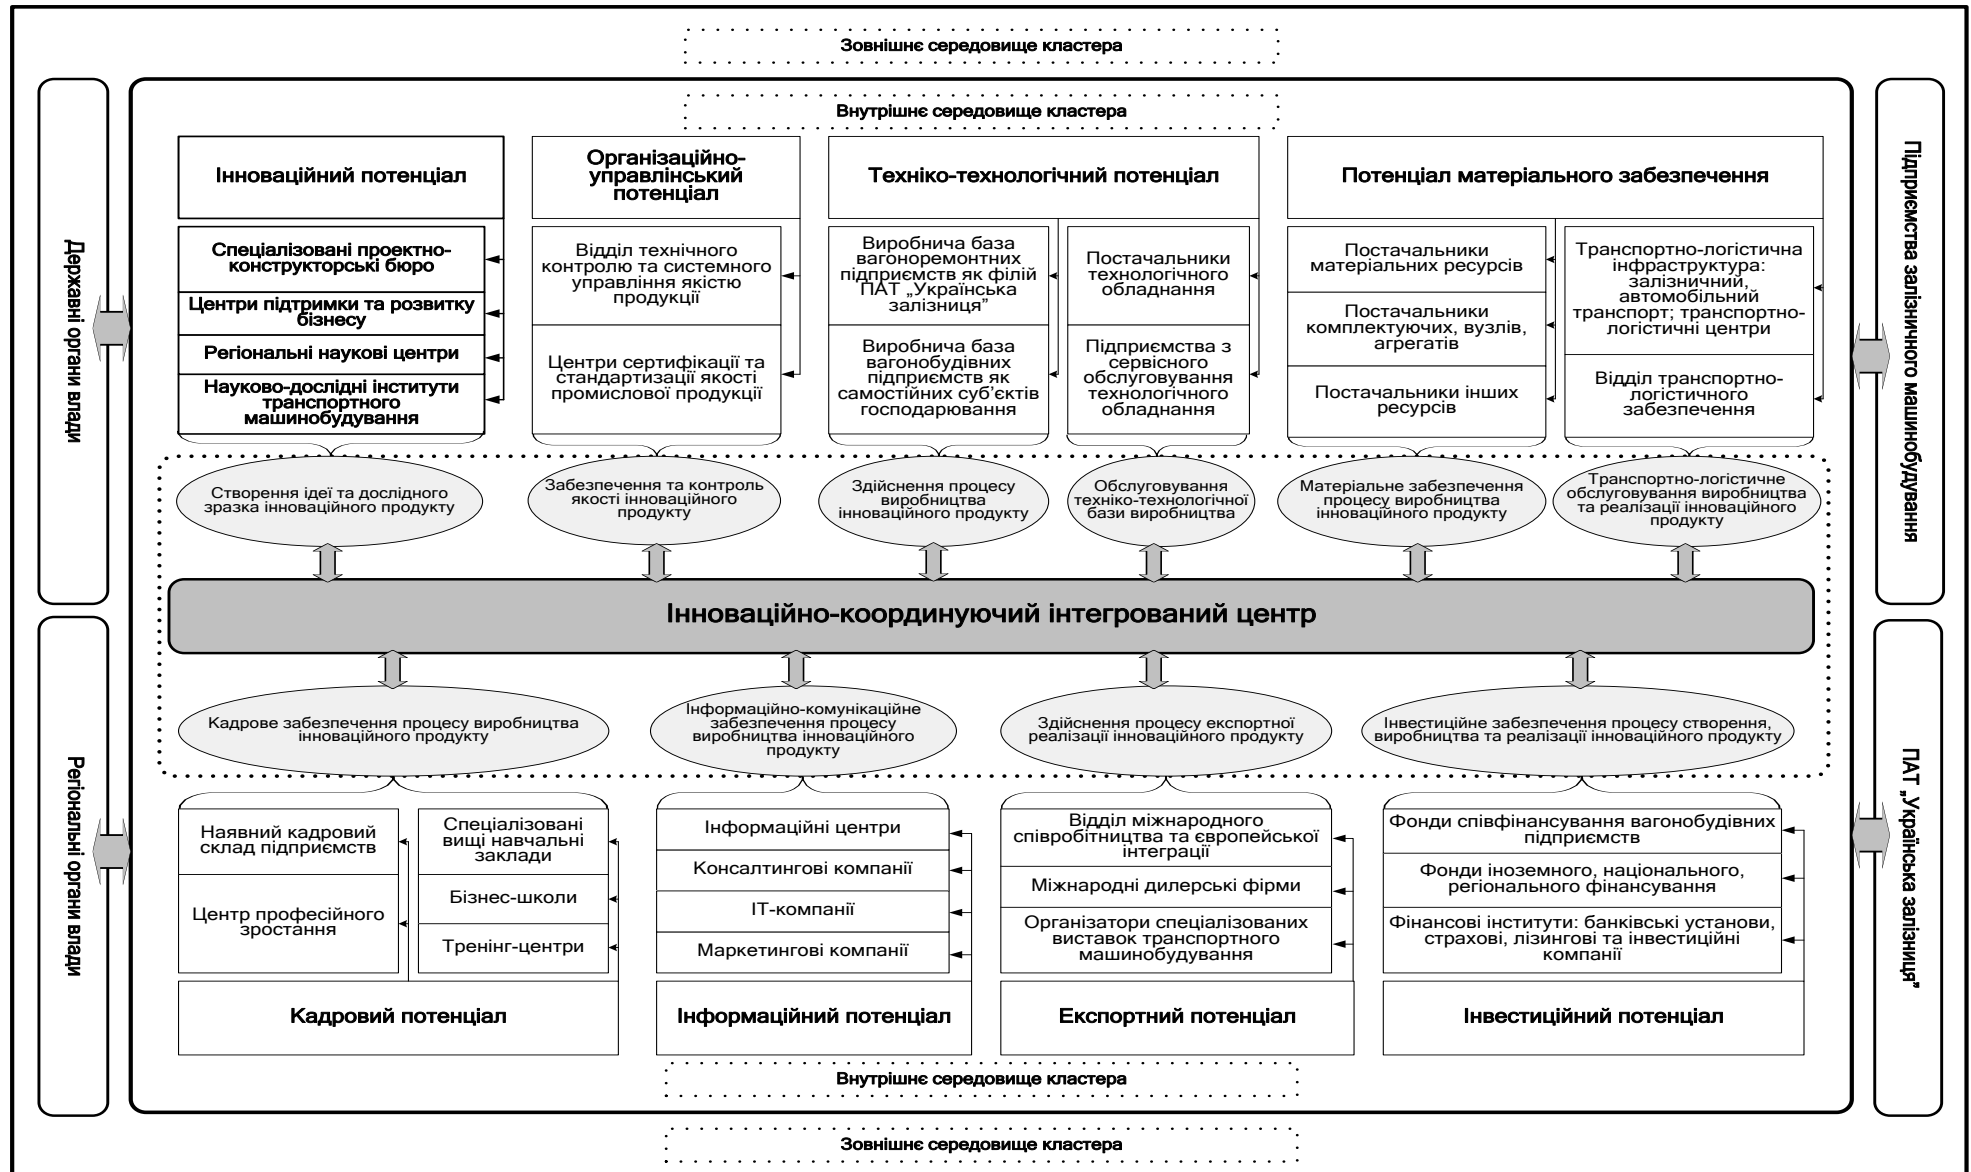 Зовнішнє середовище кластера
Внутрішнє середовище кластера
Державні органи влади
Регіональні органи влади
Підприємства залізничного машинобудування
ПАТ „Українська залізниця”
Інноваційний потенціал
Спеціалізовані проектно-
конструкторські бюро
Центри підтримки та розвитку
бізнесу
Регіональні наукові центри
Науково-дослідні інститути
транспортного
машинобудування
Організаційно-
управлінський
потенціал
Відділ технічного
контролю та системного
управління якістю
продукції
Центри сертифікації та
стандартизації якості
промислової продукції
Техніко-технологічний потенціал
Виробнича база
вагоноремонтних
підприємств як філій
ПАТ „Українська
залізниця”
Виробнича база
вагонобудівних
підприємств як
самостійних суб’єктів
господарювання
Постачальники
технологічного
обладнання
Підприємства з
сервісного
обслуговування
технологічного
обладнання
Потенціал матеріального забезпечення
Постачальники
матеріальних ресурсів
Постачальники
комплектуючих, вузлів,
агрегатів
Постачальники інших
ресурсів
Транспортно-логістична
інфраструктура:
залізничний,
автомобільний
транспорт; транспортно-
логістичні центри
Відділ транспортно-
логістичного
забезпечення
Створення ідеї та дослідного
зразка інноваційного продукту
Забезпечення та контроль
якості інноваційного
продукту
Здійснення процесу
виробництва
інноваційного продукту
Обслуговування
техніко-технологічної
бази виробництва
Матеріальне забезпечення
процесу виробництва
інноваційного продукту
Транспортно-логістичне
обслуговування виробництва
та реалізації інноваційного
продукту
Інноваційно-координуючий інтегрований центр
Кадрове забезпечення процесу виробництва
інноваційного продукту
Інформаційно-комунікаційне
забезпечення процесу
виробництва інноваційного
продукту
Здійснення процесу експортної
реалізації інноваційного продукту
Інвестиційне забезпечення процесу створення,
виробництва та реалізації інноваційного продукту
Наявний кадровий
склад підприємств
Центр професійного
зростання
Спеціалізовані
вищі навчальні
заклади
Бізнес-школи
Тренінг-центри
Кадровий потенціал
Інформаційні центри
Консалтингові компанії
ІТ-компанії
Маркетингові компанії
Інформаційний потенціал
Відділ міжнародного
співробітництва та європейської
інтеграції
Міжнародні дилерські фірми
Організатори спеціалізованих
виставок транспортного
машинобудування
Експортний потенціал
Фонди співфінансування вагонобудівних
підприємств
Фонди іноземного, національного,
регіонального фінансування
Фінансові інститути: банківські установи,
страхові, лізингові та інвестиційні
компанії
Інвестиційний потенціал
Внутрішнє середовище кластера
Зовнішнє середовище кластера